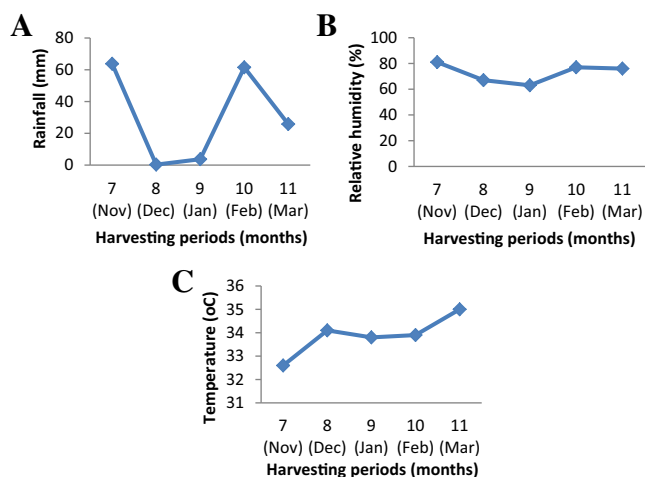 A
Rainfall (mm)
80
60
40
20
0
7 8 9 10 11
(Nov) (Dec) (Jan) (Feb) (Mar)
Harvesting periods (months)
B
Relative humidity (%)
100
80
60
40
20
0
7 8 9 10 11
(Nov) (Dec) (Jan) (Feb) (Mar)
Harvesting periods (months)
C
Temperature (oC)
36
35
34
33
32
31
7 8 9 10 11
(Nov) (Dec) (Jan) (Feb) (Mar)
Harvesting periods (months)